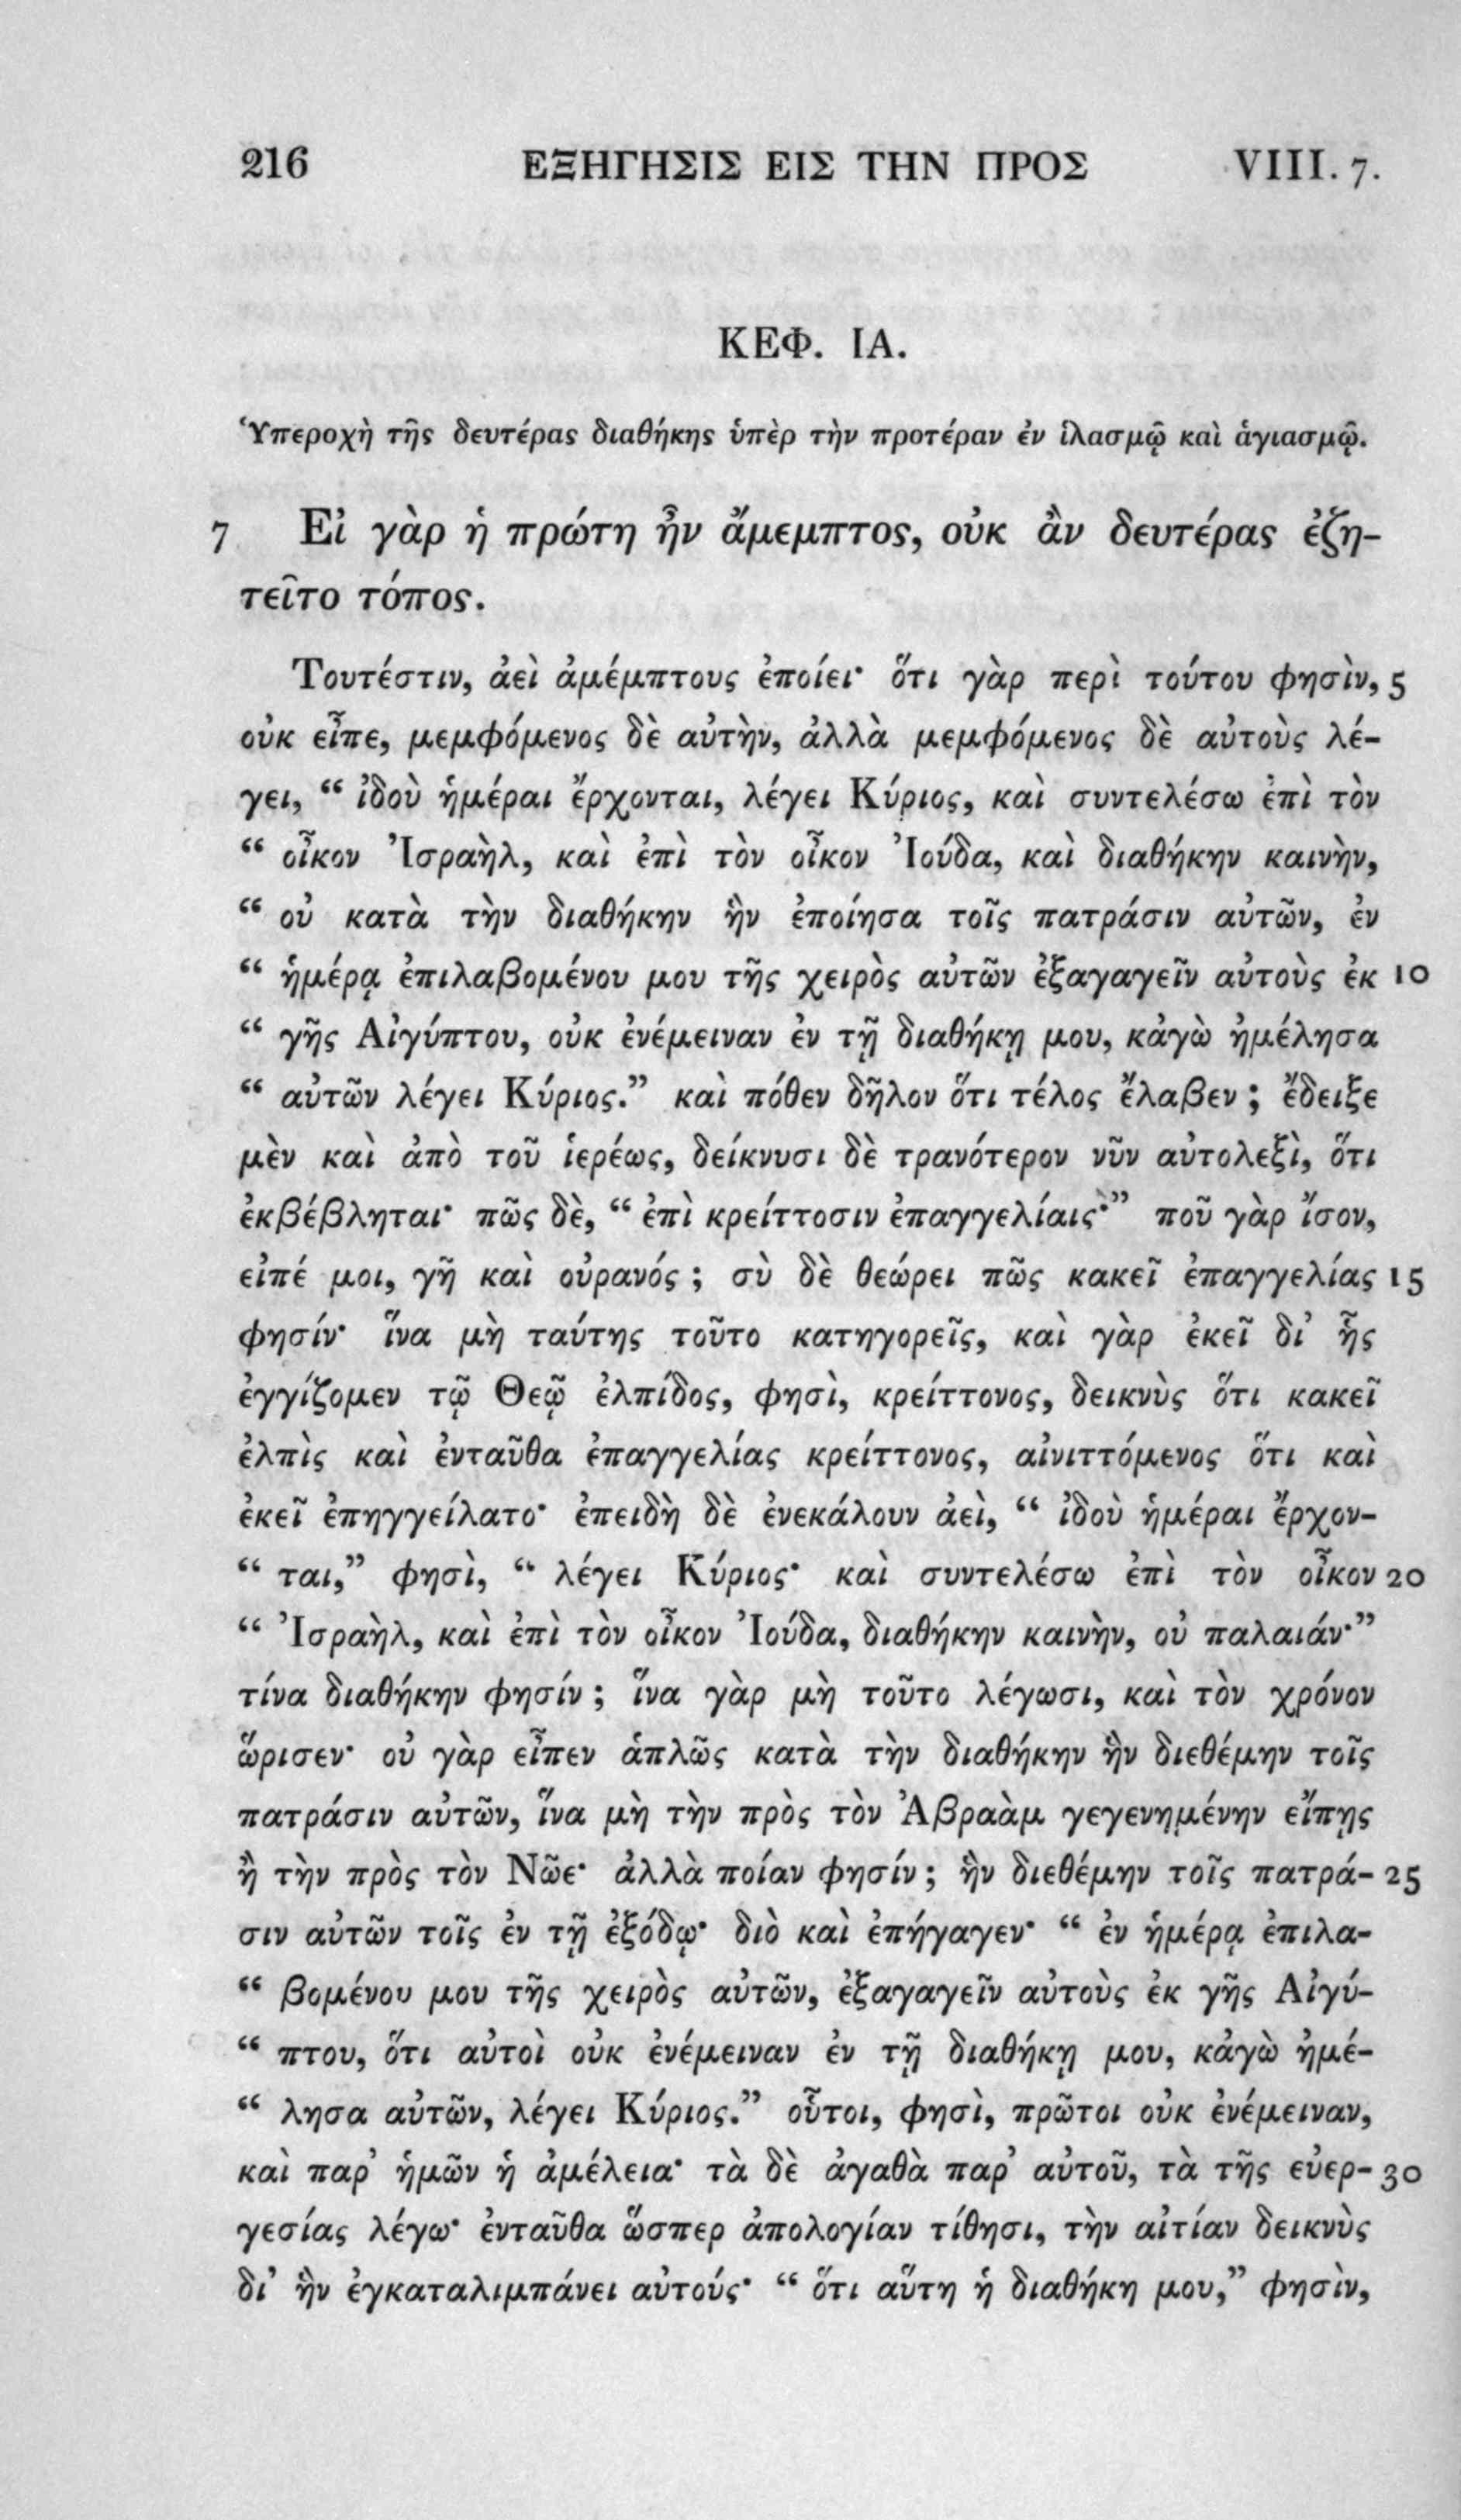 216 ΕΞΗΓΗΣΙΣ ΕΙΣ ΤΗΝ ΠΡΟΣ VIII. 7.
ΚΕΦ. ΙΑ.
Ὑπεροχὴ τῆς δευτέρας διαθήκης ὑπὲρ τὴν προτέραν ἐν ἱλασμῷ καὶ ἁγιασμῷ.
7 Εἰ γὰρ ἡ πρώτη ἦν ἄμεμπτος, οὐκ ἂν δευτέρας ἐζη-
τεῖτο τόπος.
Τουτέστιν, ἀεὶ ἀμέμπτους ἐποίει· ὅτι γὰρ περὶ τούτου φησὶν, 5
οὐκ εἶπε, μεμφόμενος δὲ αὐτὴν, ἀλλὰ μεμφόμενος δὲ αὐτοὺς λέ-
γει, “ ἰδοὺ ἡμέραι ἔρχονται, λέγει Κύριος, καὶ συντελέσω ἐπὶ τὸν
“ οἶκον Ἰσραὴλ, καὶ ἐπὶ τὸν οἶκον Ἰούδα, καὶ διαθήκην καινὴν,
“ οὐ κατὰ τὴν διαθήκην ἣν ἐποίησα τοῖς πατράσιν αὐτῶν, ἐν
“ ἡμέρᾳ ἐπιλαβομένου μου τῆς χειρὸς αὐτῶν ἐξαγαγεῖν αὐτοὺς ἐκ 10
“ γῆς Αἰγύπτου, οὐκ ἐνέμειναν ἐν τῇ διαθήκῃ μου, κἀγὼ ἠμέλησα
“ αὐτῶν λέγει Κύριος.” καὶ πόθεν δῆλον ὅτι τέλος ἔλαβεν ; ἔδειξε
μὲν καὶ ἀπὸ τοῦ ἱερέως, δείκνυσι δὲ τρανότερον νῦν αὐτολεξὶ, ὅτι
ἐκβέβληται· πῶς δὲ, “ ἐπὶ κρείττοσιν ἐπαγγελίαις·” ποῦ γὰρ ἴσον,
εἰπέ μοι, γῆ καὶ οὐρανός ; σὺ δὲ θεώρει πῶς κακεῖ ἐπαγγελίας 15
φησίν· ἵνα μὴ ταύτης τοῦτο κατηγορεῖς, καὶ γὰρ ἐκεῖ δι’ ἧς
ἐγγίζομεν τῷ Θεῷ ἐλπίδος, φησὶ, κρείττονος, δεικνὺς ὅτι κακεῖ
ἐλπὶς καὶ ἐνταῦθα ἐπαγγελίας κρείττονος, αἰνιττόμενος ὅτι καὶ
ἐκεῖ ἐπηγγείλατο· ἐπειδὴ δὲ ἐνεκάλουν ἀεὶ, “ ἰδοὺ ἡμέραι ἔρχον-
“ ται,” φησὶ, “ λέγει Κύριος· καὶ συντελέσω ἐπὶ τὸν οἶκον 20
“ Ἰσραὴλ, καὶ ἐπὶ τὸν οἶκον Ἰούδα, διαθήκην καινὴν, οὐ παλαιάν·”
τίνα διαθήκην φησίν ; ἵνα γὰρ μὴ τοῦτο λέγωσι, καὶ τὸν χρόνον
ὥρισεν· οὐ γὰρ εἶπεν ἁπλῶς κατὰ τὴν διαθήκην ἣν διεθέμην τοῖς
πατράσιν αὐτῶν, ἵνα μὴ τὴν πρὸς τὸν Ἀβραὰμ γεγενημένην εἴπῃς
ἢ τὴν πρὸς τὸν Νῶε· ἀλλὰ ποίαν φησίν ; ἣν διεθέμην τοῖς πατρά- 25
σιν αὐτῶν τοῖς ἐν τῇ ἐξόδῳ· διὸ καὶ ἐπήγαγεν· “ ἐν ἡμέρᾳ ἐπιλα-
“ βομένου μου τῆς χειρὸς αὐτῶν, ἐξαγαγεῖν αὐτοὺς ἐκ γῆς Αἰγύ-
“ πτου, ὅτι αὐτοὶ οὐκ ἐνέμειναν ἐν τῇ διαθήκῃ μου, κἀγὼ ἠμέ-
“ λησα αὐτῶν, λέγει Κύριος.” οὗτοι, φησὶ, πρῶτοι οὐκ ἐνέμειναν,
καὶ παρ’ ἡμῶν ἡ ἀμέλεια· τὰ δὲ ἀγαθὰ παρ’ αὐτοῦ, τὰ τῆς εὐερ- 30
γεσίας λέγω· ἐνταῦθα ὥσπερ ἀπολογίαν τίθησι, τὴν αἰτίαν δεικνὺς
δι’ ἣν ἐγκαταλιμπάνει αὐτούς· “ ὅτι αὕτη ἡ διαθήκη μου,” φησὶν,